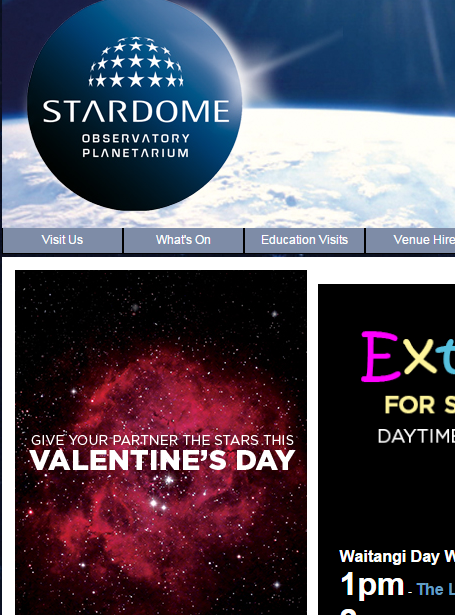 STARDOME
OBSERVATORY
PLANETARIUM
Visit Us
What's On
Education Visits
Venue Hire
GIVE YOUR PARTNER THE STARS THIS
VALENTINE'S DAY
Ext
FOR S
DAYTIME
Waitangi Day W
1pm - The L